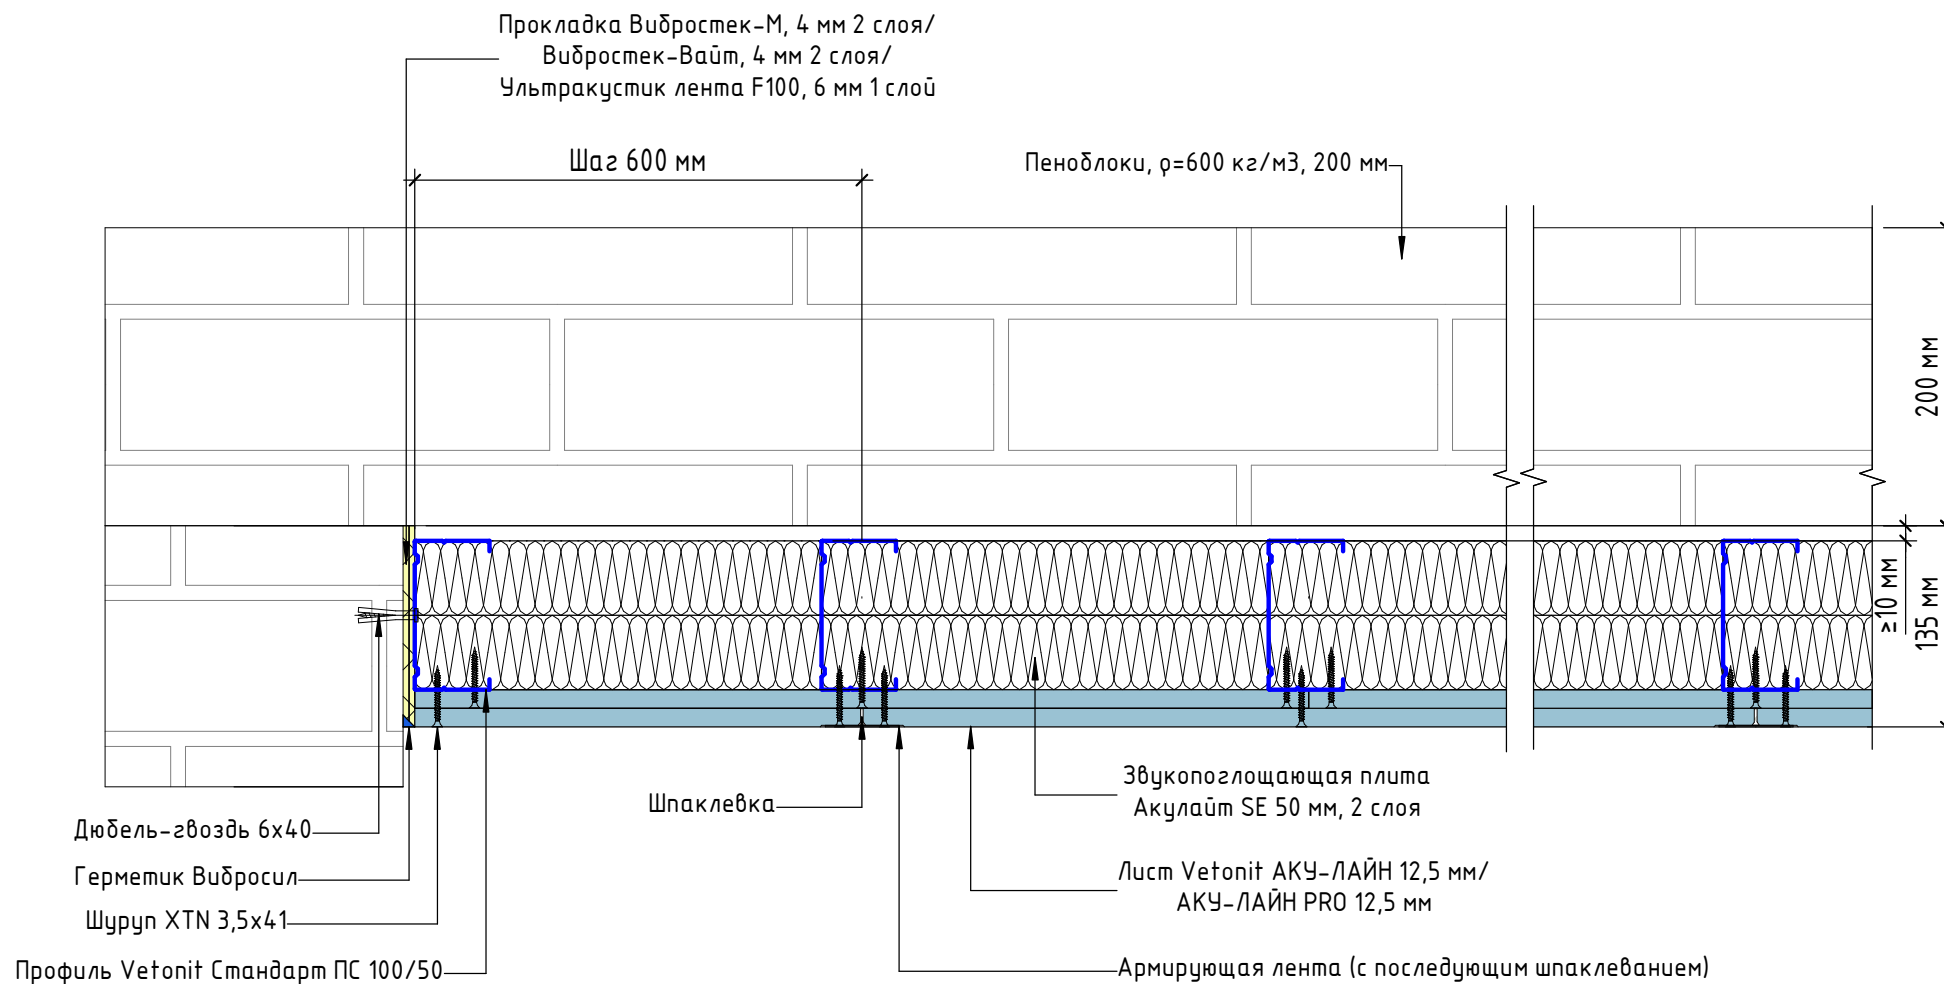 Прокладка Вибростек-М, 4 мм 2 слоя/
Вибростек-Вайт, 4 мм 2 слоя/
Ультракустик лента F100, 6 мм 1 слой
Шаг 600 мм
Пеноблоки, ρ=600 кг/м3, 200 мм
200 мм
≥10 мм
135 мм
Звукопоглощающая плита
Акулайт SE 50 мм, 2 слоя
Шпаклевка
Дюбель-гвоздь 6х40
Лист Vetonit АКУ-ЛАЙН 12,5 мм/
АКУ-ЛАЙН PRO 12,5 мм
Герметик Вибросил
Шуруп XTN 3,5х41
Профиль Vetonit Стандарт ПС 100/50
Армирующая лента (с последующим шпаклеванием)